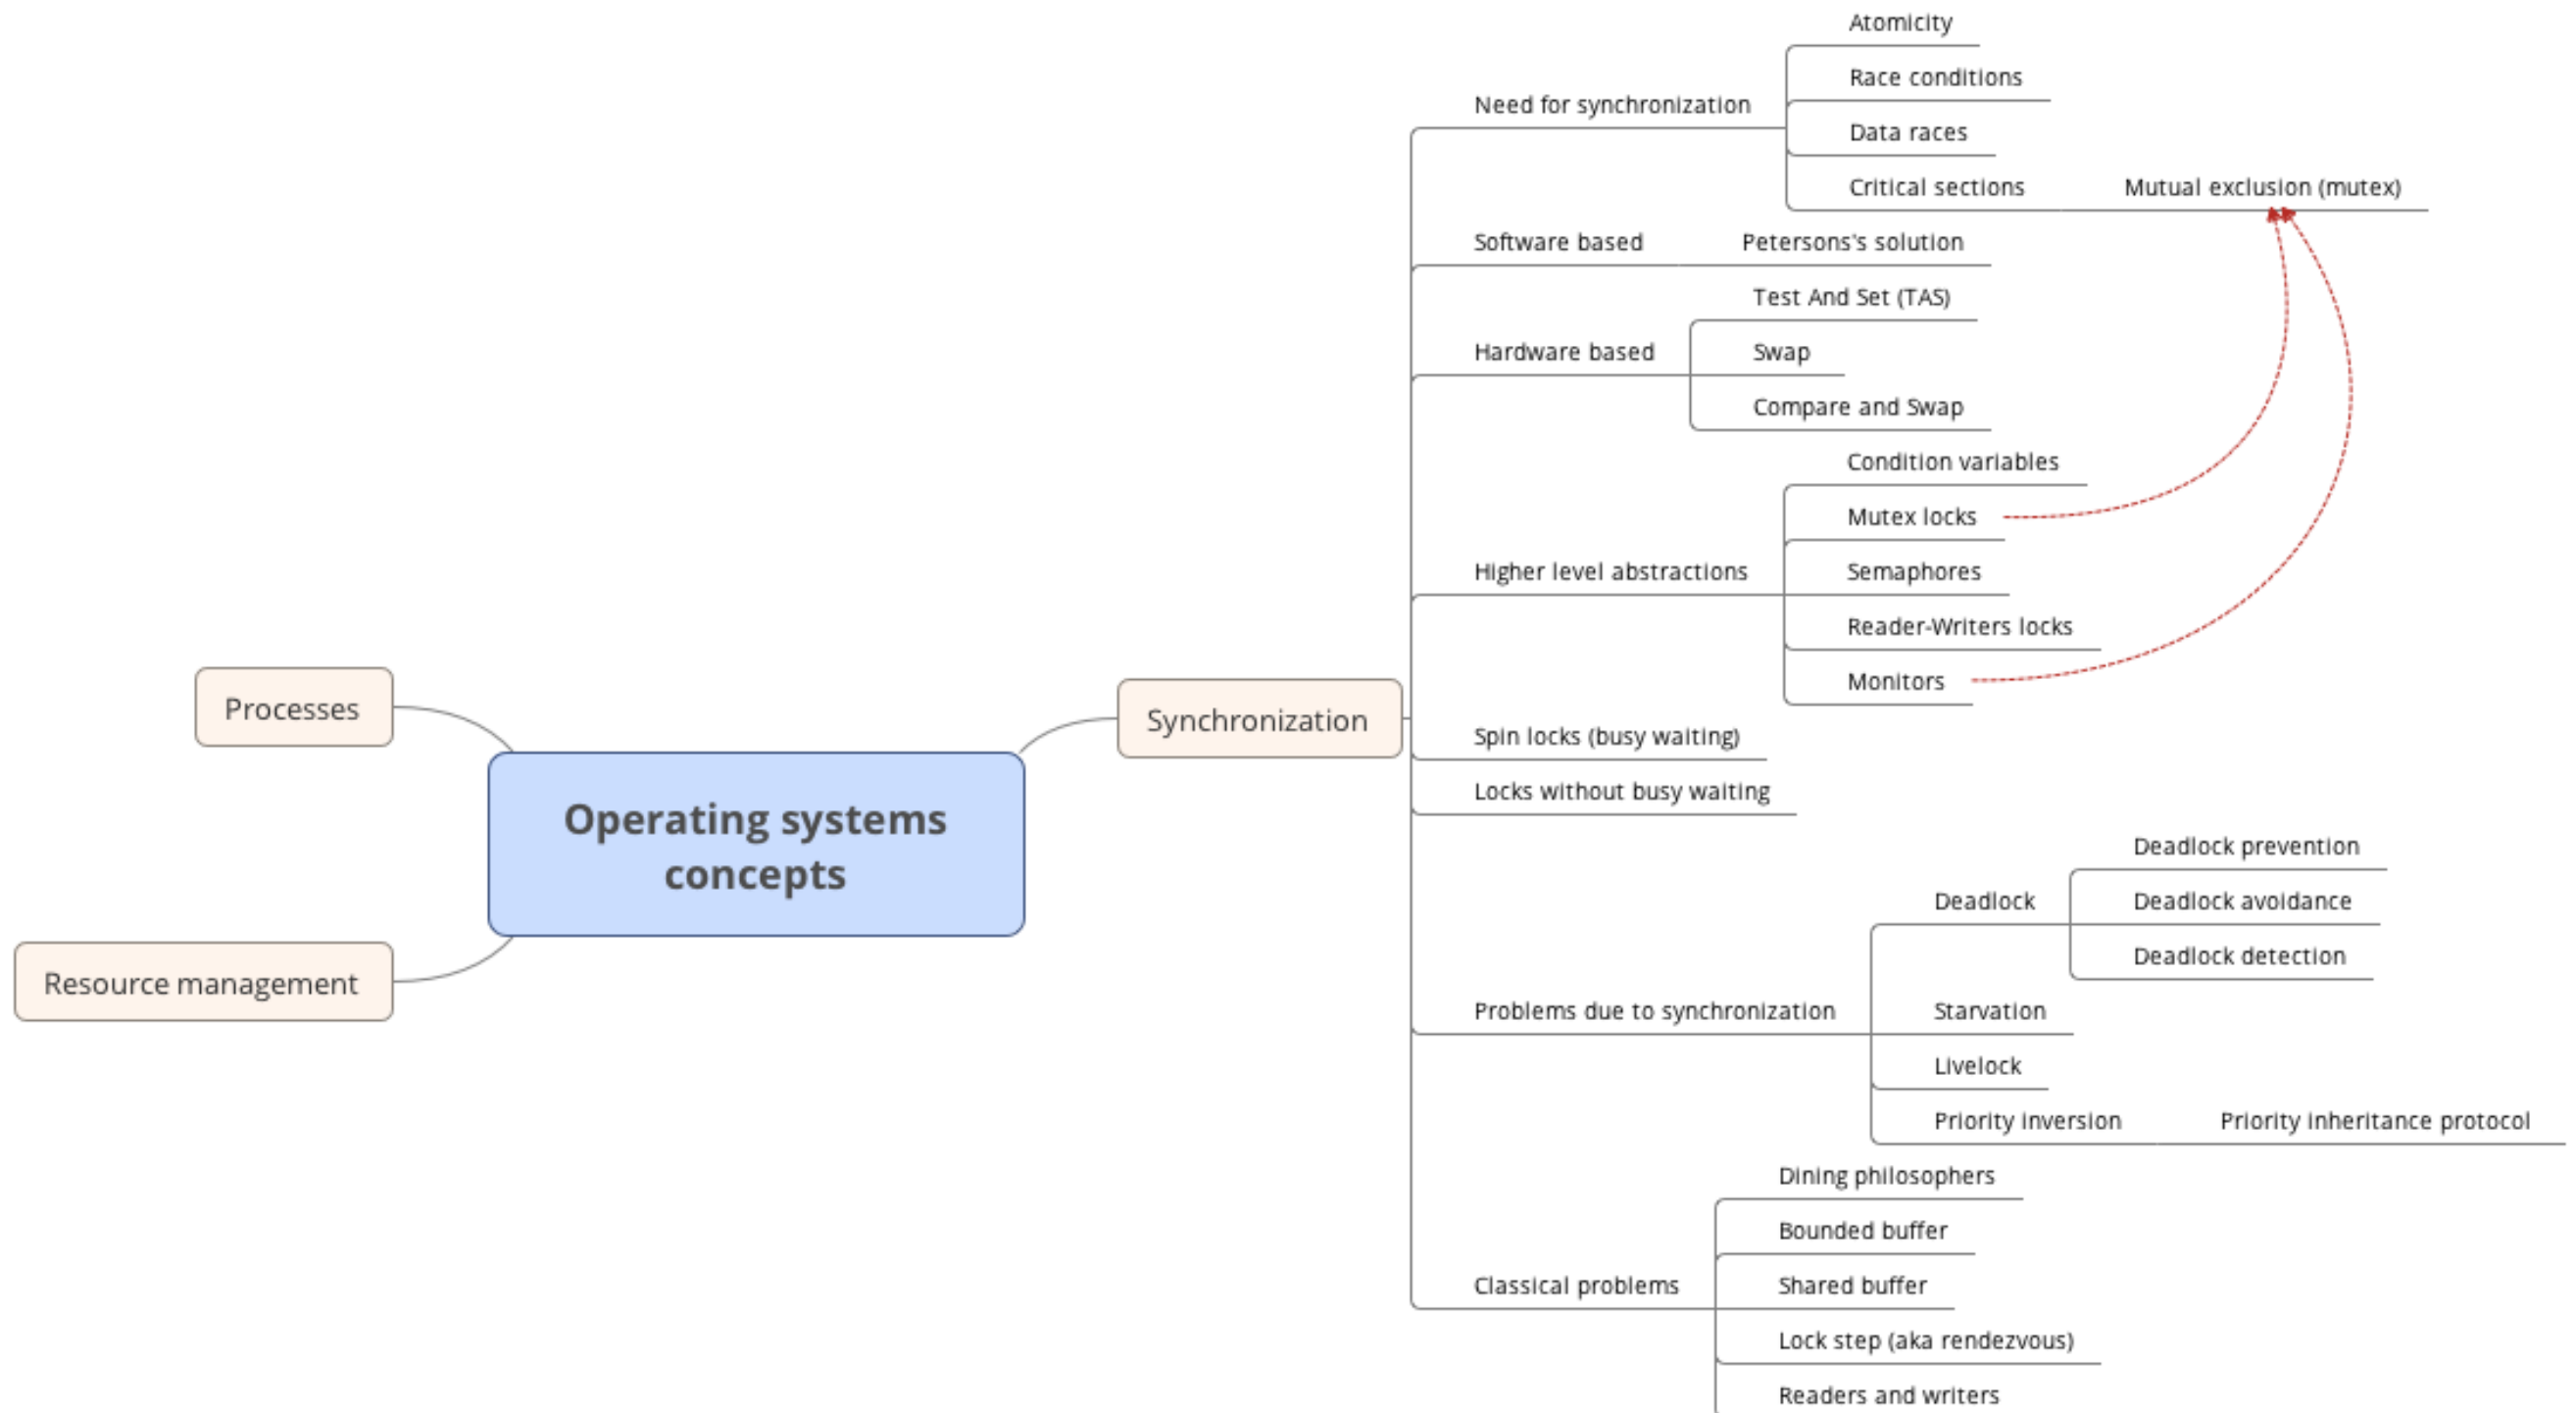 Atomicity
Race conditions
Need for synchronization
Data races
Critical sections
Mutual exclusion (mutex)
Software based
Petersons's solution
Test And Set (TAS)
Hardware based
Swap
Compare and Swap
Condition variables
Mutex locks
Higher level abstractions
Semaphores
Reader-Writers locks
Monitors
Processes
Synchronization
Spin locks (busy waiting)
Locks without busy waiting
Operating systems
concepts
Resource management
Deadlock prevention
Deadlock
Deadlock avoidance
Deadlock detection
Problems due to synchronization
Starvation
Livelock
Priority inversion
Priority inheritance protocol
Dining philosophers
Bounded buffer
Classical problems
Shared buffer
Lock step (aka rendezvous)
Readers and writers